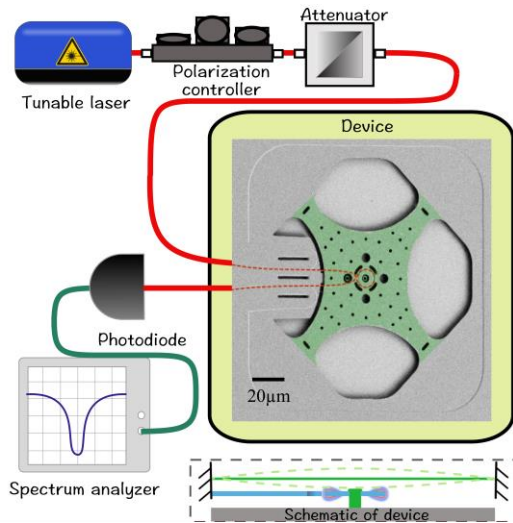 Attenuator
Polarization
controller
Tunable laser
Device
Photodiode
20μm
Spectrum analyzer
Schematic of device